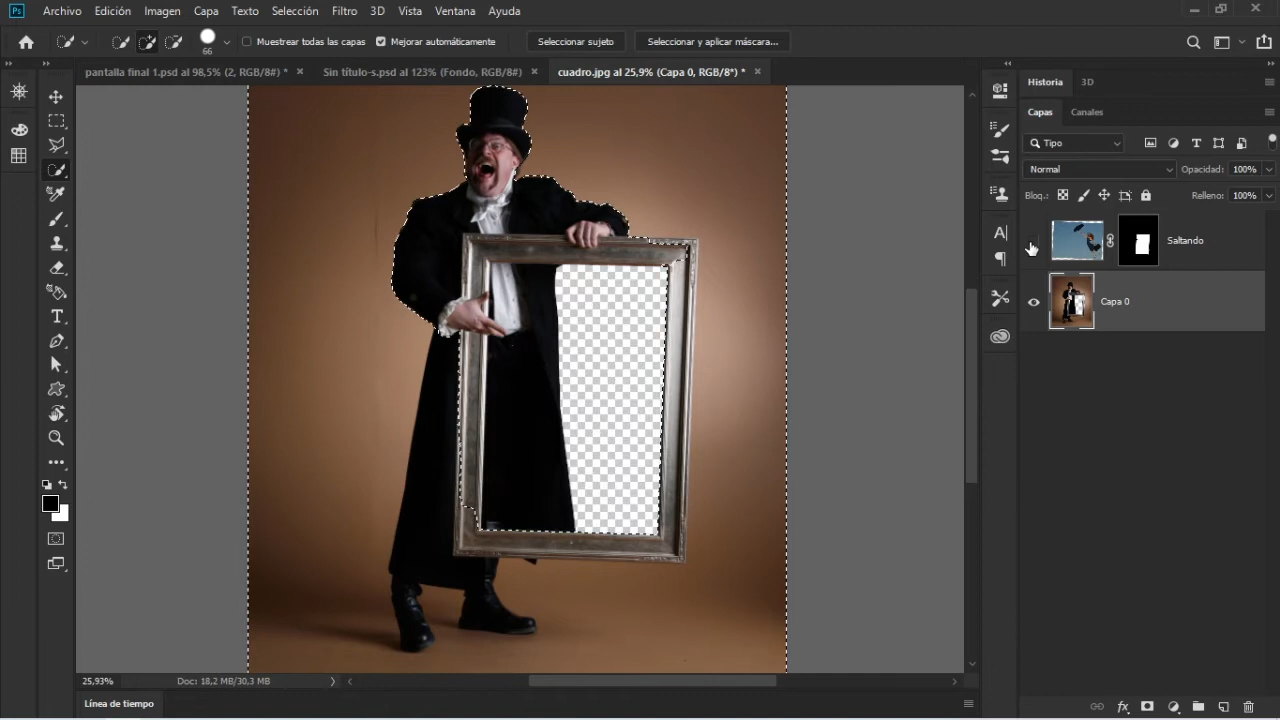 Ps Archivo Edición Imagen Capa Texto Selección Filtro 3D Vista Ventana Ayuda
66 Muestrear todas las capas Mejorar automáticamente Seleccionar sujeto Seleccionar y aplicar máscara...
pantalla final 1.psd al 98,5% (2, RGB/8#) * × Sin título-s.psd al 123% (Fondo, RGB/8#) × cuadro.jpg al 25,9% (Capa 0, RGB/8*) * ×
Historia 3D
Capas Canales
Tipo
Normal Opacidad: 100%
Bloq.: Relleno: 100%
Saltando
Capa 0
25,93% Doc: 18,2 MB/30,3 MB
Línea de tiempo